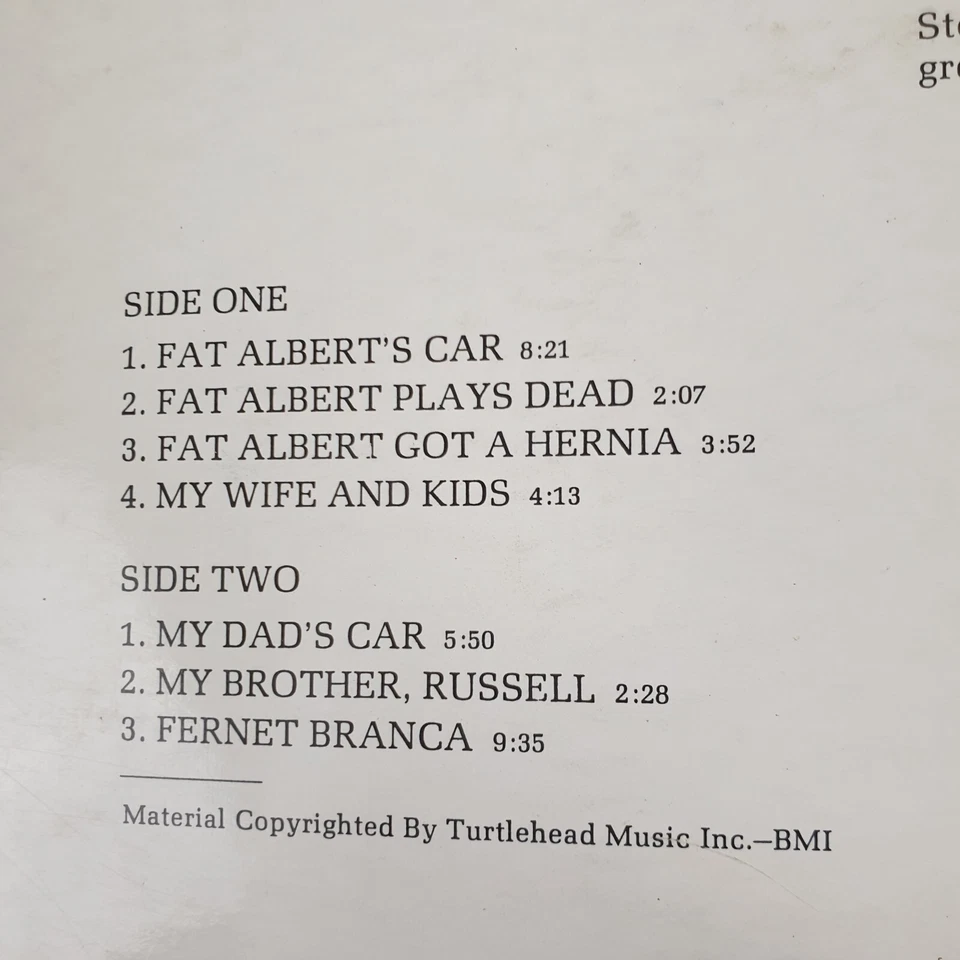 SIDE ONE
1. FAT ALBERT'S CAR 8:21
2. FAT ALBERT PLAYS DEAD 2:07
3. FAT ALBERT GOT A HERNIA 3:52
4. MY WIFE AND KIDS 4:13
SIDE TWO
1. MY DAD'S CAR 5:50
2. MY BROTHER, RUSSELL 2:28
3. FERNET BRANCA 9:35
Material Copyrighted By Turtlehead Music Inc.—BMI